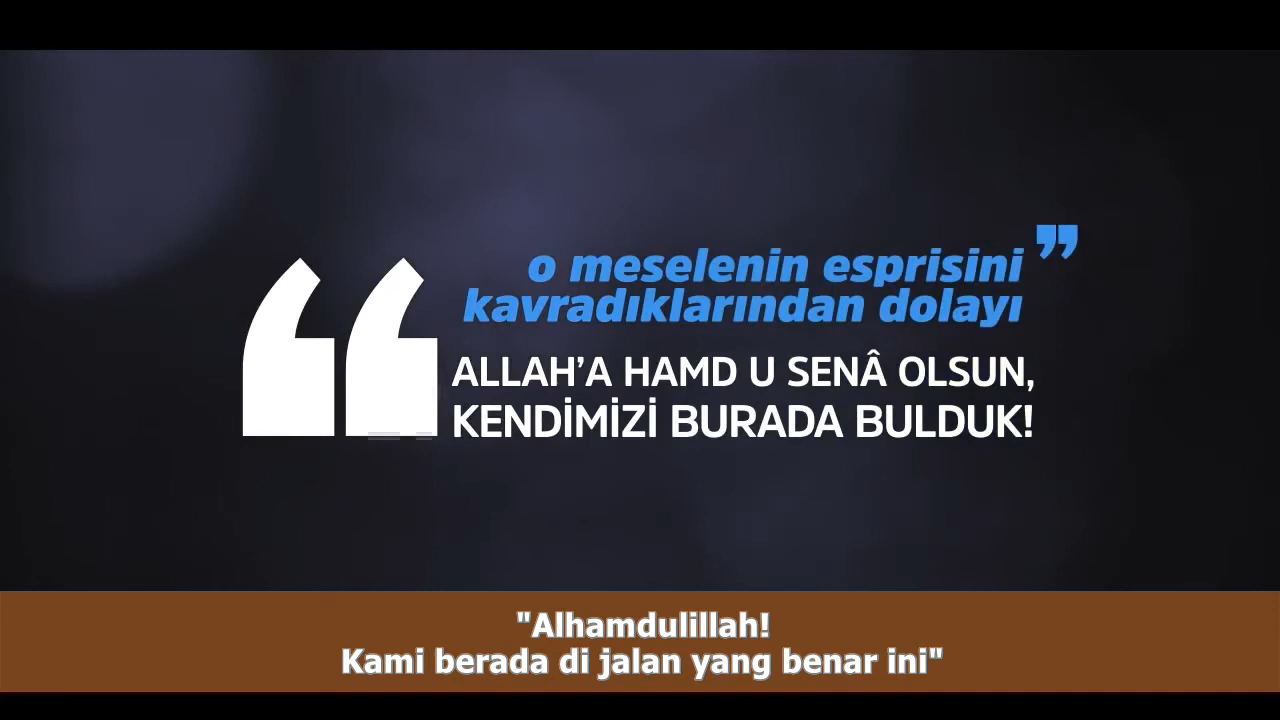 o meselenin esprisini ”
kavradıklarından dolayı
“ ALLAH’A HAMD U SENÂ OLSUN,
KENDİMİZİ BURADA BULDUK!
"Alhamdulillah!
Kami berada di jalan yang benar ini"